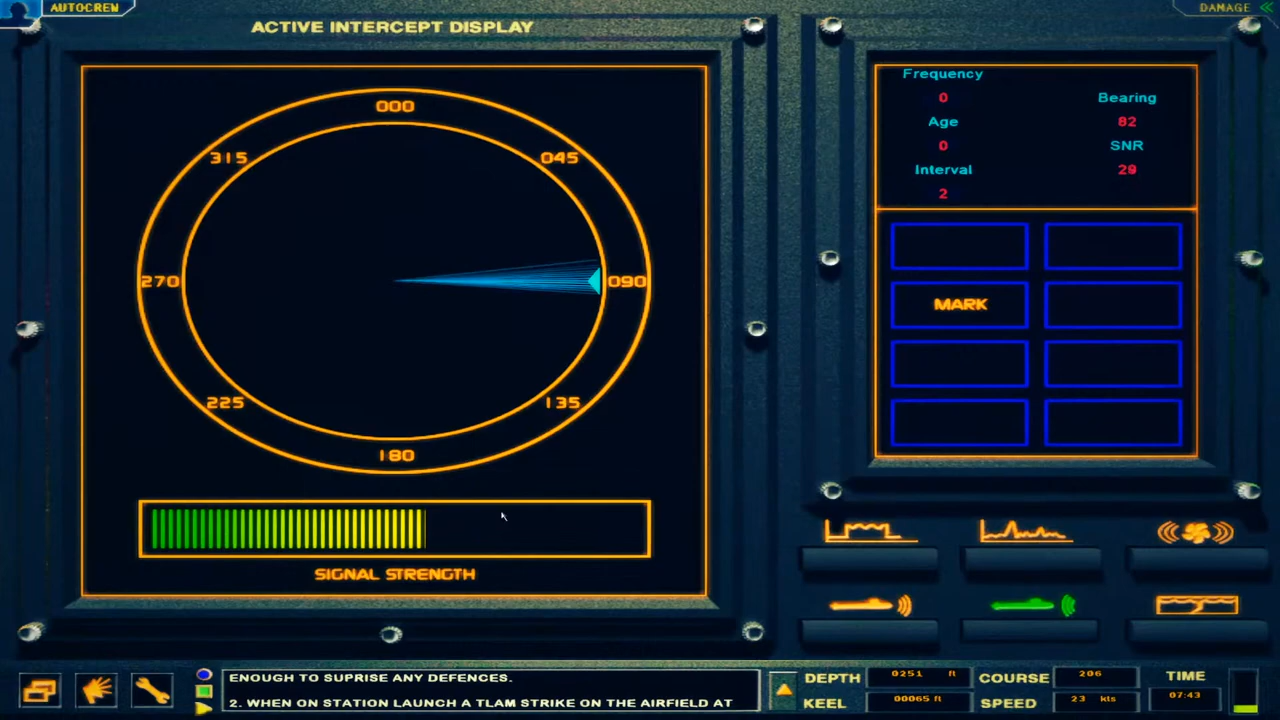 AUTOCREW
DAMAGE
ACTIVE INTERCEPT DISPLAY
000
315
045
270
090
225
135
180
SIGNAL STRENGTH
Frequency
0
Bearing
Age
82
0
SNR
Interval
2
MARK
ENOUGH TO SUPRISE ANY DEFENCES.
2. WHEN ON STATION LAUNCH A TLAM STRIKE ON THE AIRFIELD AT
DEPTH 0251 ft COURSE 206 TIME
KEEL 00065 ft SPEED 23 kts 07:43